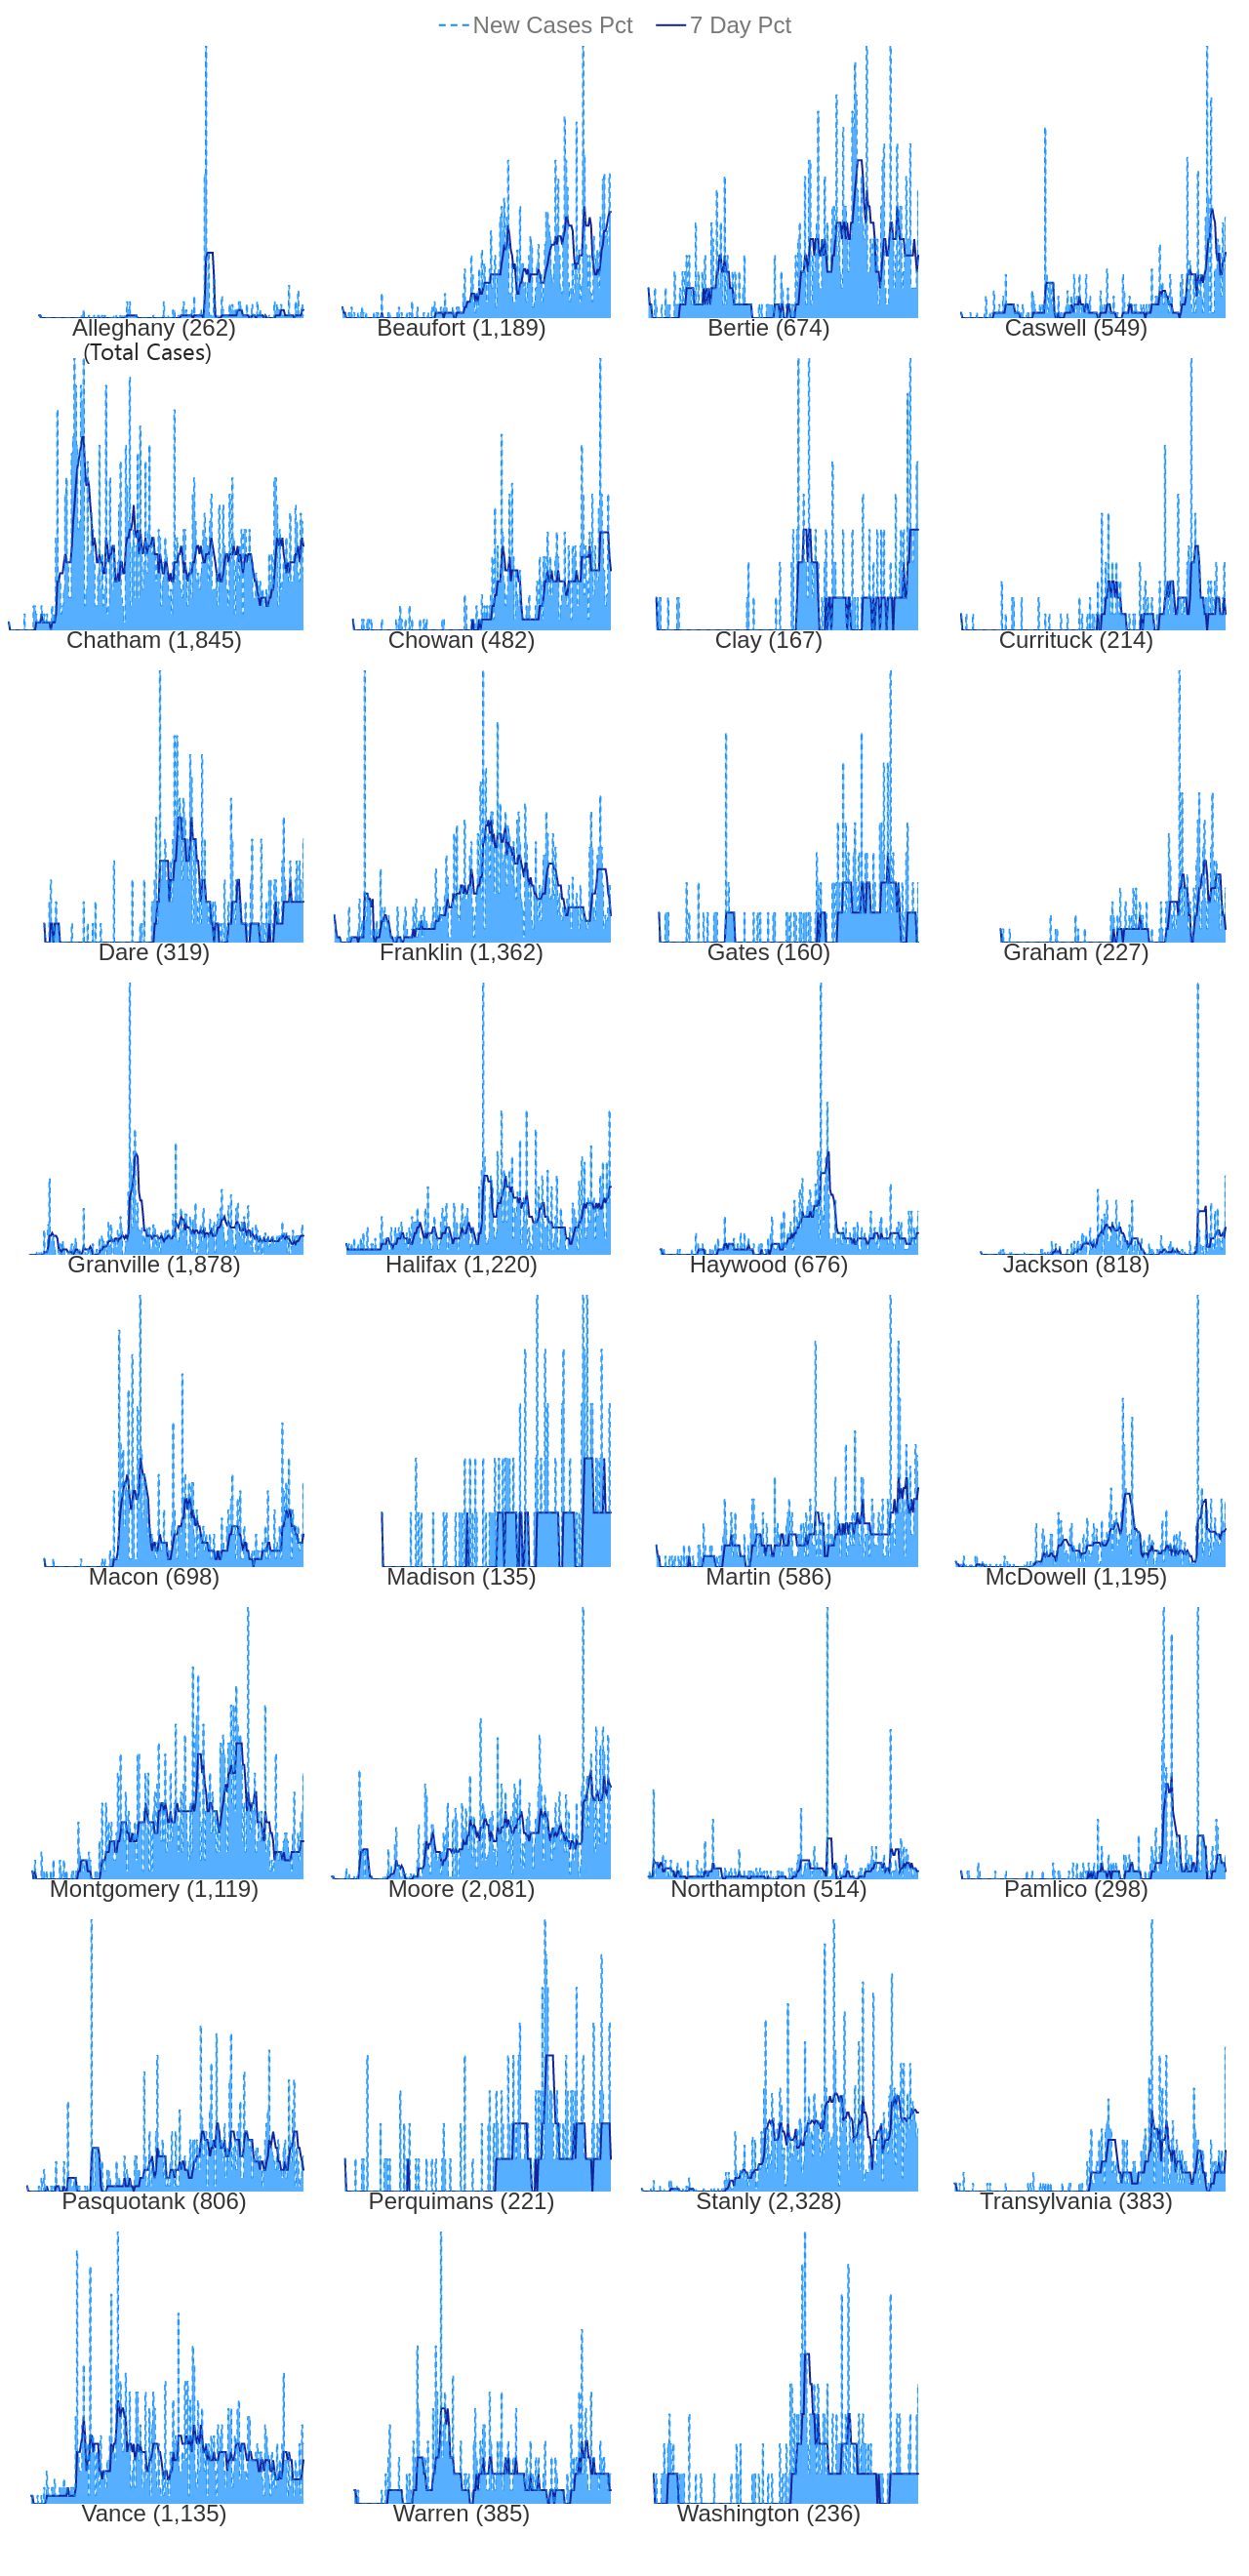 New Cases Pct 7 Day Pct
Alleghany (262) Beaufort (1,189) Bertie (674) Caswell (549)
(Total Cases)
Chatham (1,845) Chowan (482) Clay (167) Currituck (214)
Dare (319) Franklin (1,362) Gates (160) Graham (227)
Granville (1,878) Halifax (1,220) Haywood (676) Jackson (818)
Macon (698) Madison (135) Martin (586) McDowell (1,195)
Montgomery (1,119) Moore (2,081) Northampton (514) Pamlico (298)
Pasquotank (806) Perquimans (221) Stanly (2,328) Transylvania (383)
Vance (1,135) Warren (385) Washington (236)